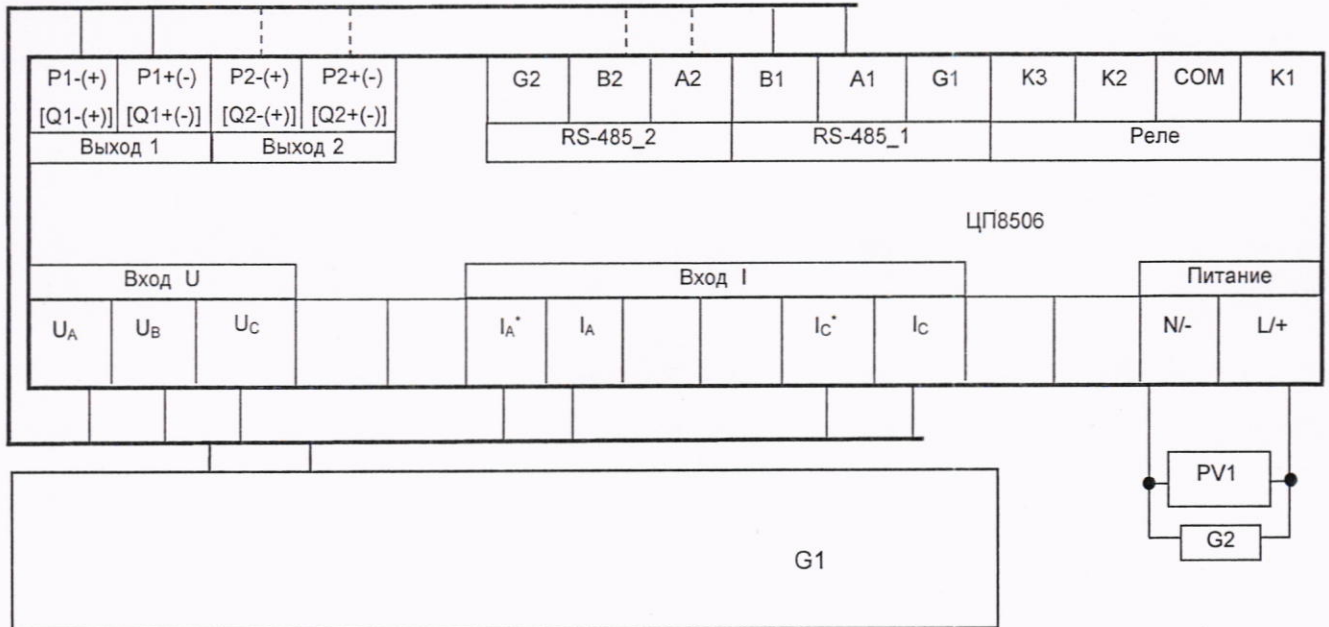 P1-(+) P1+(-) P2-(+) P2+(-) G2 B2 A2 B1 A1 G1 K3 K2 COM K1
[Q1-(+)] [Q1+(-)] [Q2-(+)] [Q2+(-)]
Выход 1 Выход 2 RS-485_2 RS-485_1 Реле
ЦП8506
Вход U Вход I Питание
UA UB UC IA* IA IC* IC N/- L/+
PV1
G2
G1